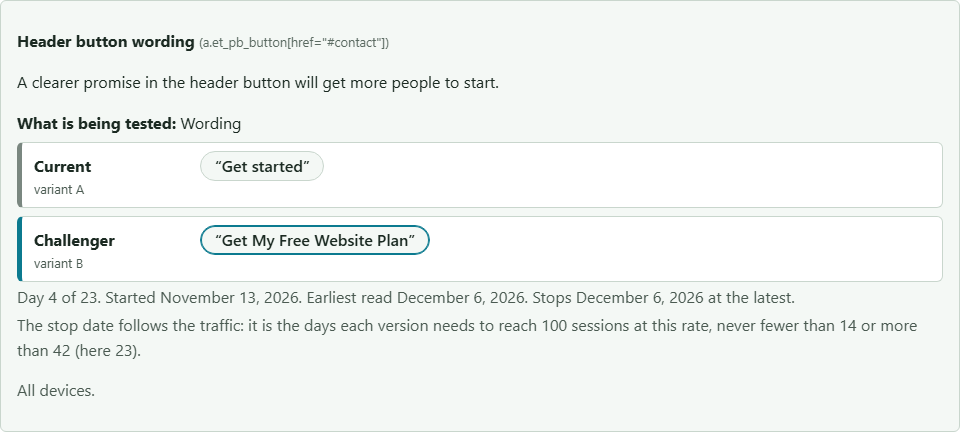 Header button wording (a.et_pb_button[href="#contact"])
A clearer promise in the header button will get more people to start.
What is being tested: Wording
Current
“Get started”
variant A
Challenger
“Get My Free Website Plan”
variant B
Day 4 of 23. Started November 13, 2026. Earliest read December 6, 2026. Stops December 6, 2026 at the latest.
The stop date follows the traffic: it is the days each version needs to reach 100 sessions at this rate, never fewer than 14 or more
than 42 (here 23).
All devices.